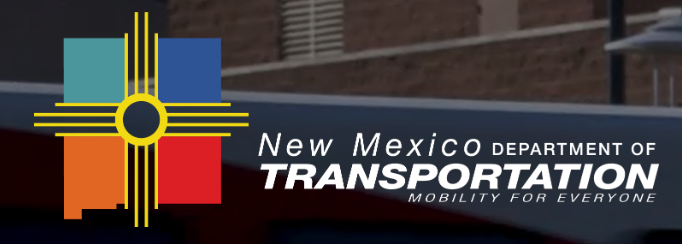 New Mexico DEPARTMENT OF
TRANSPORTATION
MOBILITY FOR EVERYONE